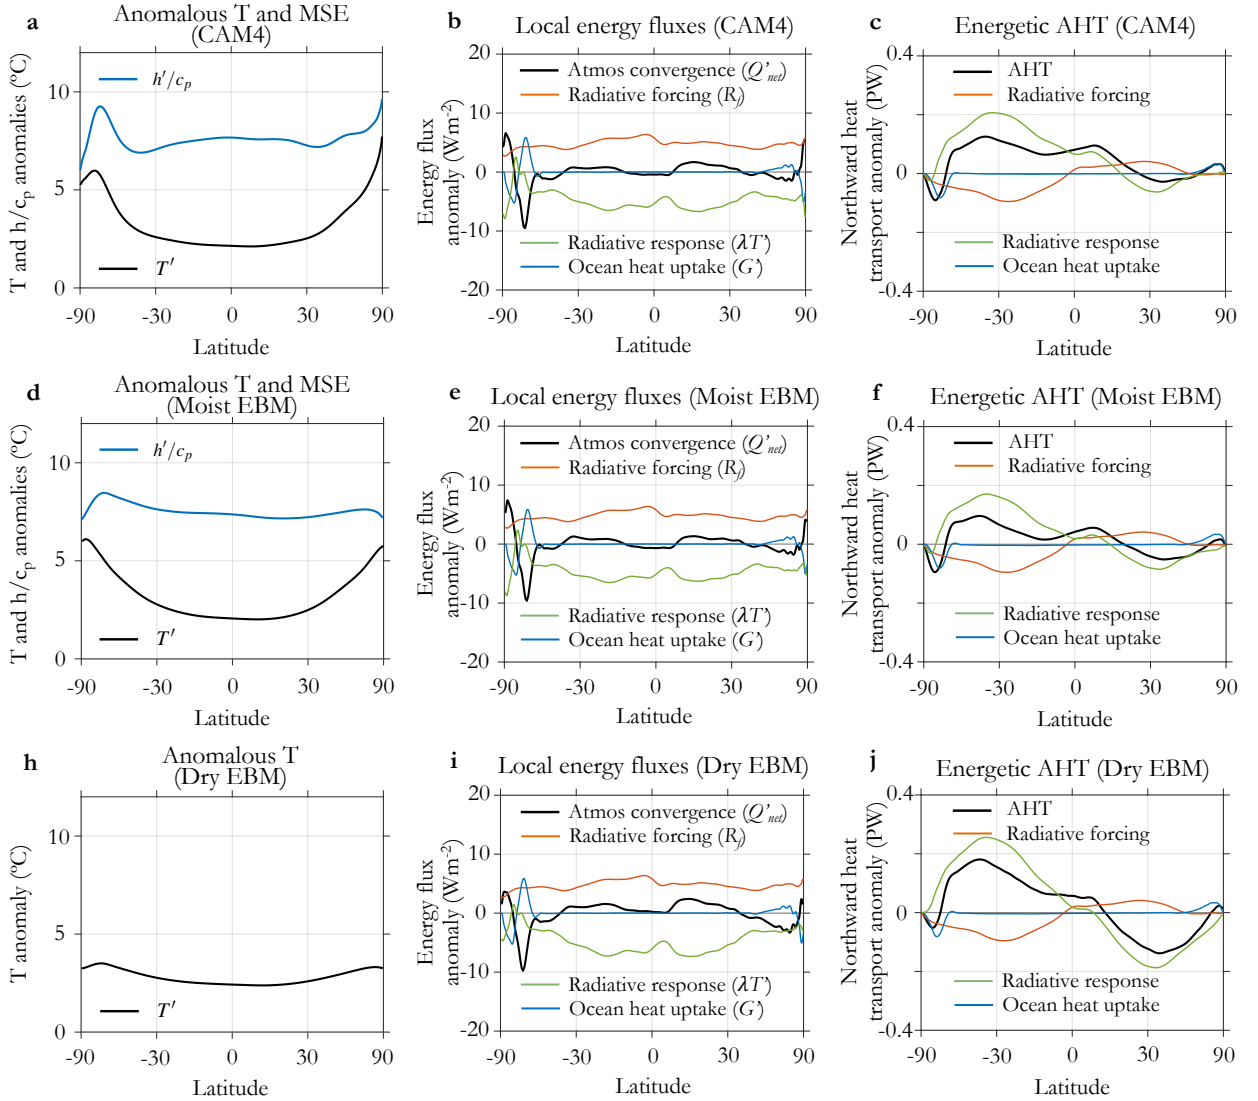 a
Anomalous T and MSE
(CAM4)
T and h/cp anomalies (°C)
10
5
0
h'/cp
T'
-90
-30
0
30
90
Latitude
b
Local energy fluxes (CAM4)
Energy flux
anomaly (Wm-2)
20
10
0
-10
-20
Atmos convergence (Q'net)
Radiative forcing (Rf)
Radiative response (λT')
Ocean heat uptake (G')
-90
-30
0
30
90
Latitude
c
Energetic AHT (CAM4)
Northward heat
transport anomaly (PW)
0.4
0
-0.4
AHT
Radiative forcing
Radiative response
Ocean heat uptake
-90
-30
0
30
90
Latitude
d
Anomalous T and MSE
(Moist EBM)
T and h/cp anomalies (°C)
10
5
0
h'/cp
T'
-90
-30
0
30
90
Latitude
e
Local energy fluxes (Moist EBM)
Energy flux
anomaly (Wm-2)
20
10
0
-10
-20
Atmos convergence (Q'net)
Radiative forcing (Rf)
Radiative response (λT')
Ocean heat uptake (G')
-90
-30
0
30
90
Latitude
f
Energetic AHT (Moist EBM)
Northward heat
transport anomaly (PW)
0.4
0
-0.4
AHT
Radiative forcing
Radiative response
Ocean heat uptake
-90
-30
0
30
90
Latitude
h
Anomalous T
(Dry EBM)
T anomaly (°C)
10
5
0
T'
-90
-30
0
30
90
Latitude
i
Local energy fluxes (Dry EBM)
Energy flux
anomaly (Wm-2)
20
10
0
-10
-20
Atmos convergence (Q'net)
Radiative forcing (Rf)
Radiative response (λT')
Ocean heat uptake (G')
-90
-30
0
30
90
Latitude
j
Energetic AHT (Dry EBM)
Northward heat
transport anomaly (PW)
0.4
0
-0.4
AHT
Radiative forcing
Radiative response
Ocean heat uptake
-90
-30
0
30
90
Latitude